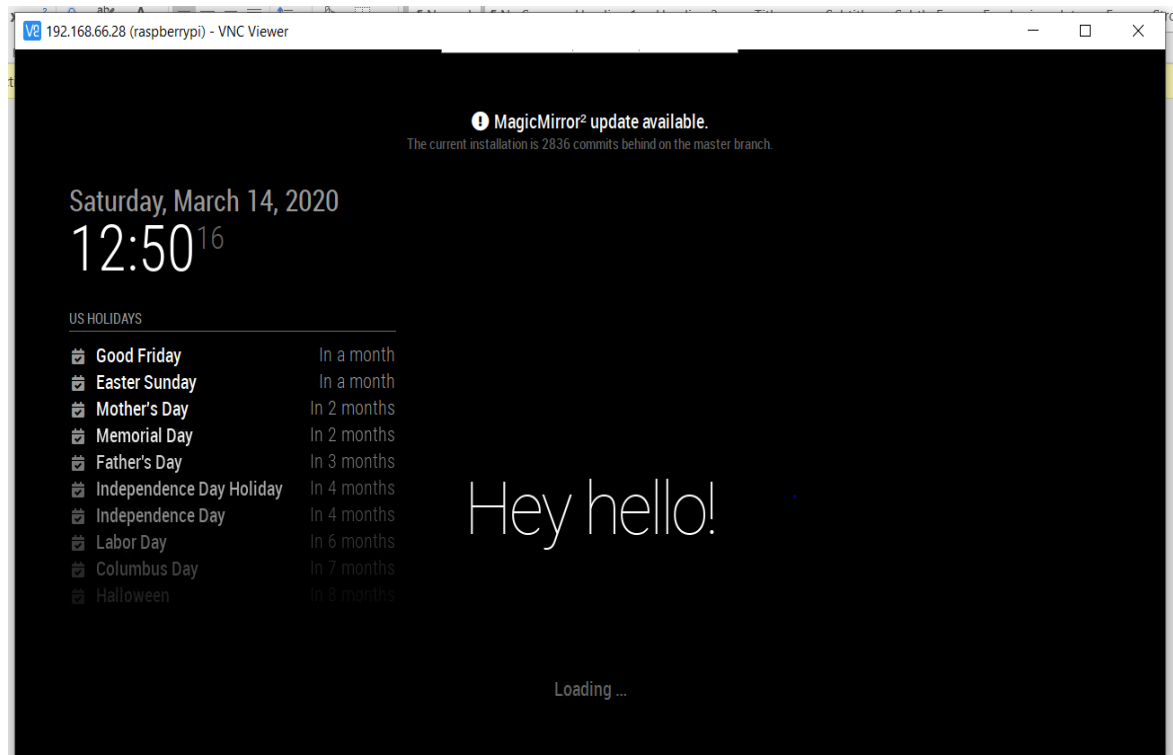 192.168.66.28 (raspberrypi) - VNC Viewer
MagicMirror² update available.
The current installation is 2836 commits behind on the master branch.
Saturday, March 14, 2020
12:50 16
US HOLIDAYS
Good Friday In a month
Easter Sunday In a month
Mother's Day In 2 months
Memorial Day In 2 months
Father's Day In 3 months
Independence Day Holiday In 4 months
Independence Day In 4 months
Labor Day In 6 months
Columbus Day In 7 months
Halloween In 8 months
Hey hello!
Loading ...